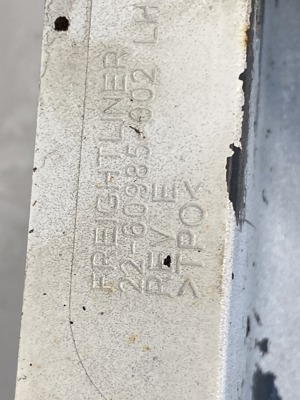 FREIGHTLINER
22-60985-002 LH
REV E
>TPO<